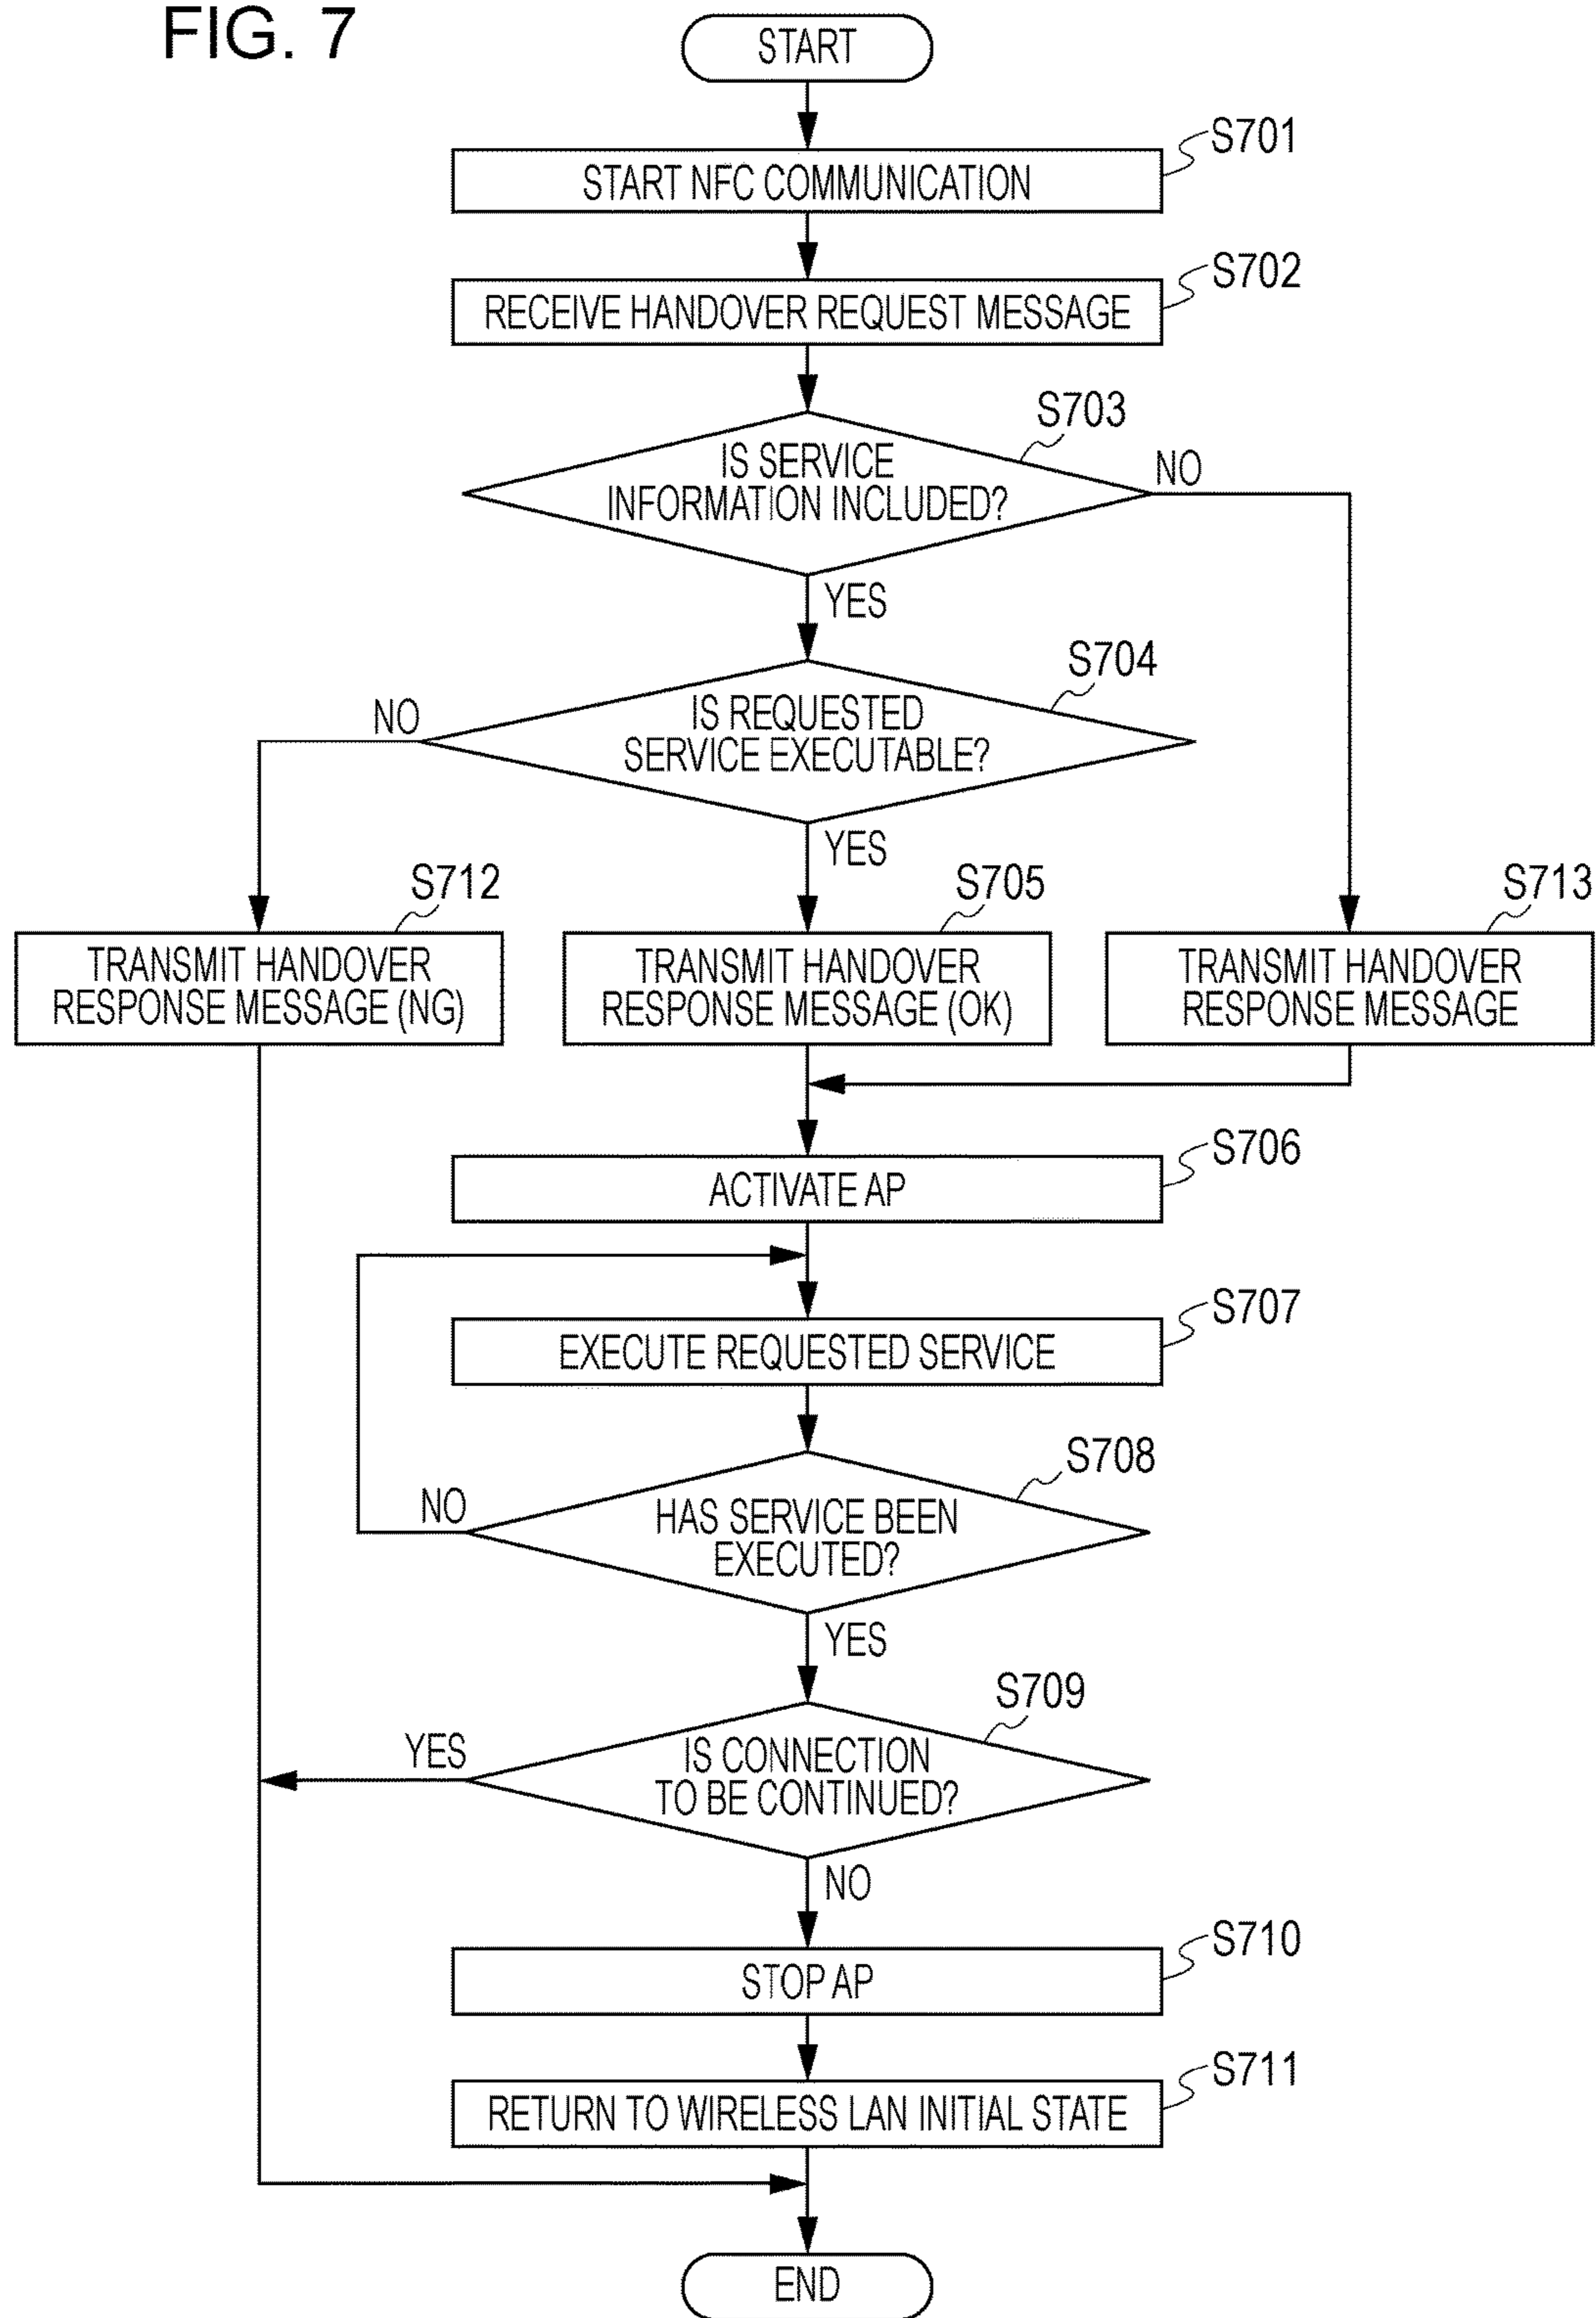 FIG. 7
START
S701
START NFC COMMUNICATION
S702
RECEIVE HANDOVER REQUEST MESSAGE
S703
IS SERVICE
INFORMATION INCLUDED?
NO
YES
S704
IS REQUESTED
SERVICE EXECUTABLE?
NO
YES
S712
TRANSMIT HANDOVER
RESPONSE MESSAGE (NG)
S705
TRANSMIT HANDOVER
RESPONSE MESSAGE (OK)
S713
TRANSMIT HANDOVER
RESPONSE MESSAGE
S706
ACTIVATE AP
S707
EXECUTE REQUESTED SERVICE
S708
HAS SERVICE BEEN
EXECUTED?
NO
YES
S709
IS CONNECTION
TO BE CONTINUED?
YES
NO
S710
STOP AP
S711
RETURN TO WIRELESS LAN INITIAL STATE
END